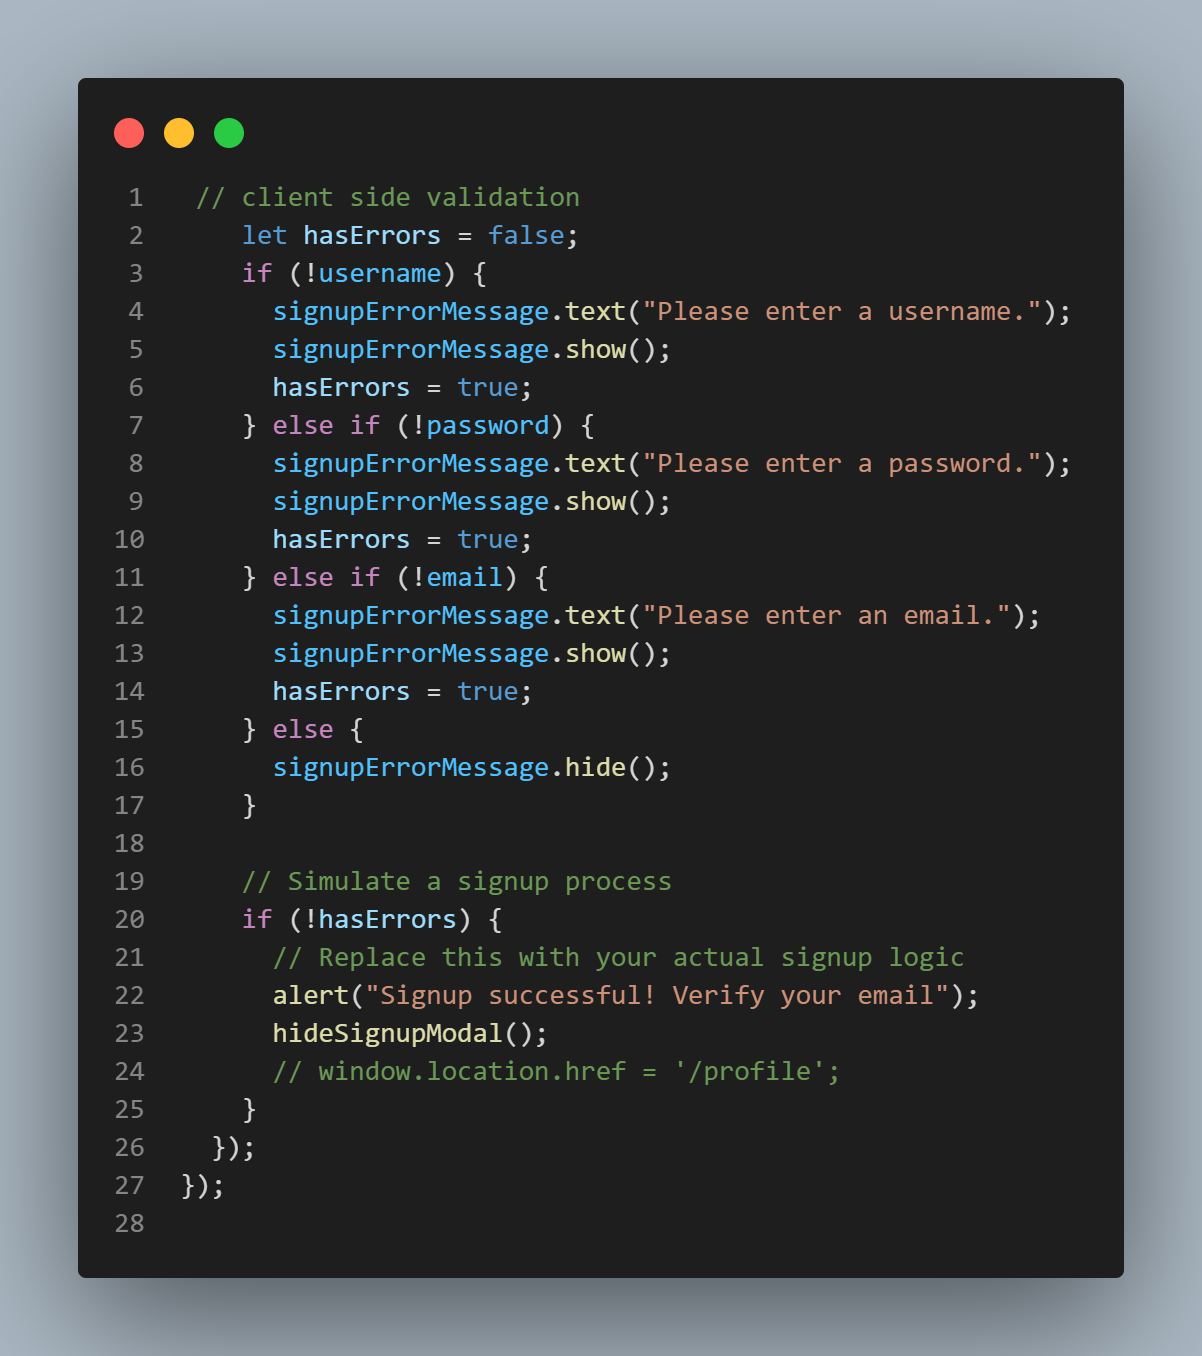 1 // client side validation
2 let hasErrors = false;
3 if (!username) {
4 signupErrorMessage.text("Please enter a username.");
5 signupErrorMessage.show();
6 hasErrors = true;
7 } else if (!password) {
8 signupErrorMessage.text("Please enter a password.");
9 signupErrorMessage.show();
10 hasErrors = true;
11 } else if (!email) {
12 signupErrorMessage.text("Please enter an email.");
13 signupErrorMessage.show();
14 hasErrors = true;
15 } else {
16 signupErrorMessage.hide();
17 }
18
19 // Simulate a signup process
20 if (!hasErrors) {
21 // Replace this with your actual signup logic
22 alert("Signup successful! Verify your email");
23 hideSignupModal();
24 // window.location.href = '/profile';
25 }
26 });
27 });
28